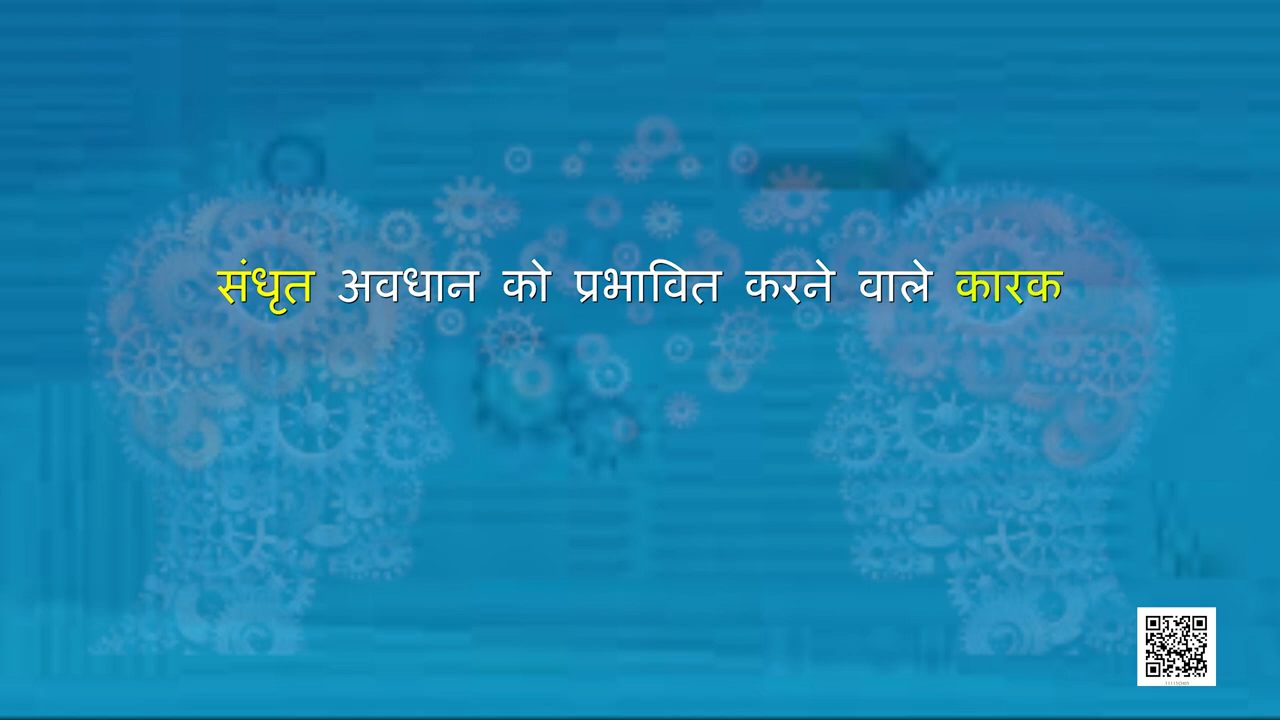 संधृत अवधान को प्रभावित करने वाले कारक